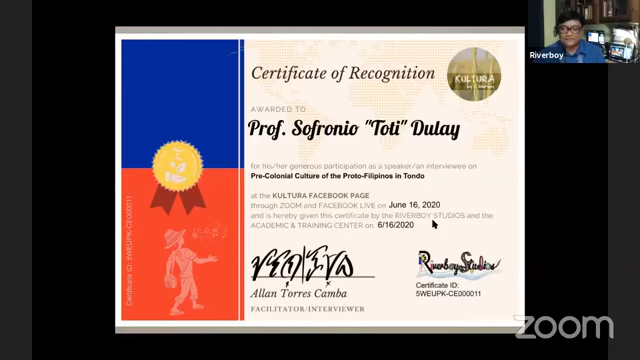 Riverboy
Certificate of Recognition
KULTURA
AWARDED TO
Prof. Sofronio "Toti" Dulay
for his/her generous participation as a speaker/an interviewee on
Pre-Colonial Culture of the Proto-Filipinos in Tondo
at the KULTURA FACEBOOK PAGE
through ZOOM and FACEBOOK LIVE on June 16, 2020
and is hereby given this certificate by the RIVERBOY STUDIOS and the
ACADEMIC & TRAINING CENTER on 6/16/2020
Certificate ID: 5WEUPK-CE000011
Allan Torres Camba
FACILITATOR/INTERVIEWER
Riverboy Studios
Certificate ID:
5WEUPK-CE000011
zoom